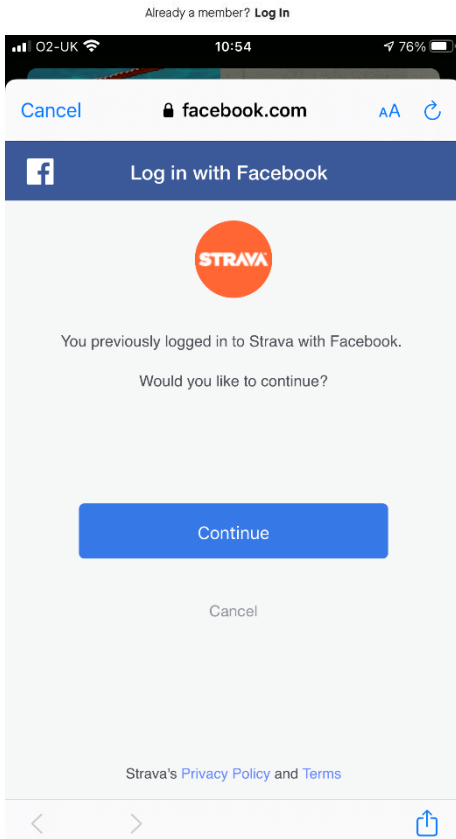 Already a member? Log In
O2-UK 10:54 76%
Cancel facebook.com AA
f Log in with Facebook
STRAVA
You previously logged in to Strava with Facebook.
Would you like to continue?
Continue
Cancel
Strava's Privacy Policy and Terms